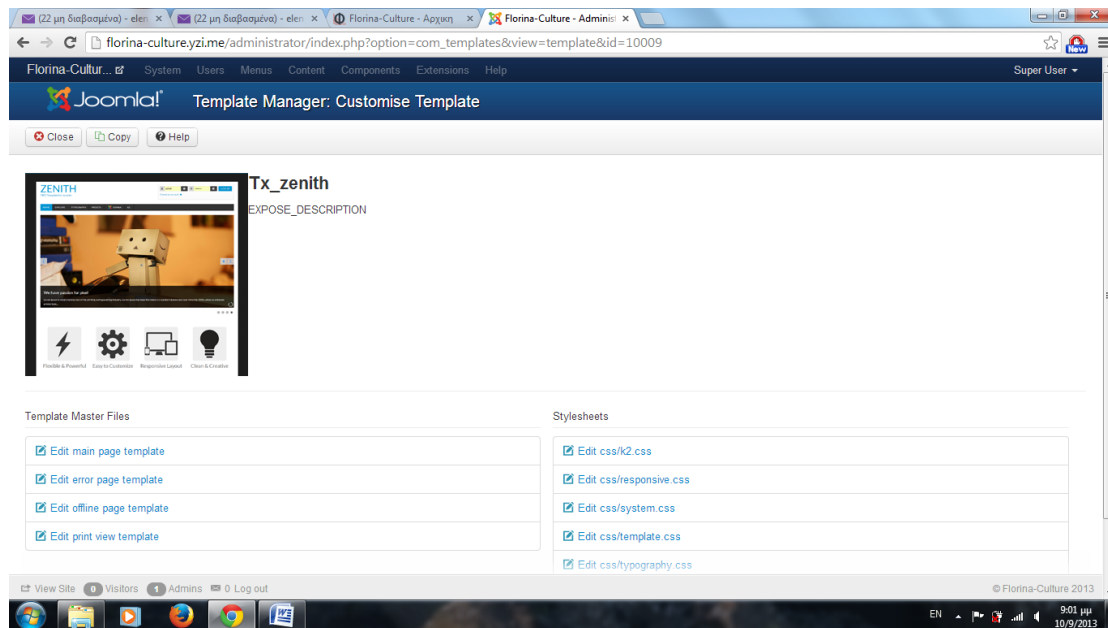 (22 μη διαβασμένα) - elen
(22 μη διαβασμένα) - elen
Florina-Culture - Αρχικη
Florina-Culture - Administ
florina-culture.yzi.me/administrator/index.php?option=com_templates&view=template&id=10009
New
Florina-Cultur... System Users Menus Content Components Extensions Help Super User
Joomla!® Template Manager: Customise Template
Close Copy Help
Tx_zenith
EXPOSE_DESCRIPTION
ZENITH
We have passion for pixel
Flexible & Powerful Easy to Customize Responsive Layout Clean & Creative
Template Master Files
Edit main page template
Edit error page template
Edit offline page template
Edit print view template
Stylesheets
Edit css/k2.css
Edit css/responsive.css
Edit css/system.css
Edit css/template.css
Edit css/typography.css
View Site 0 Visitors 1 Admins 0 Log out © Florina-Culture 2013
EN 9:01 μμ
10/9/2013